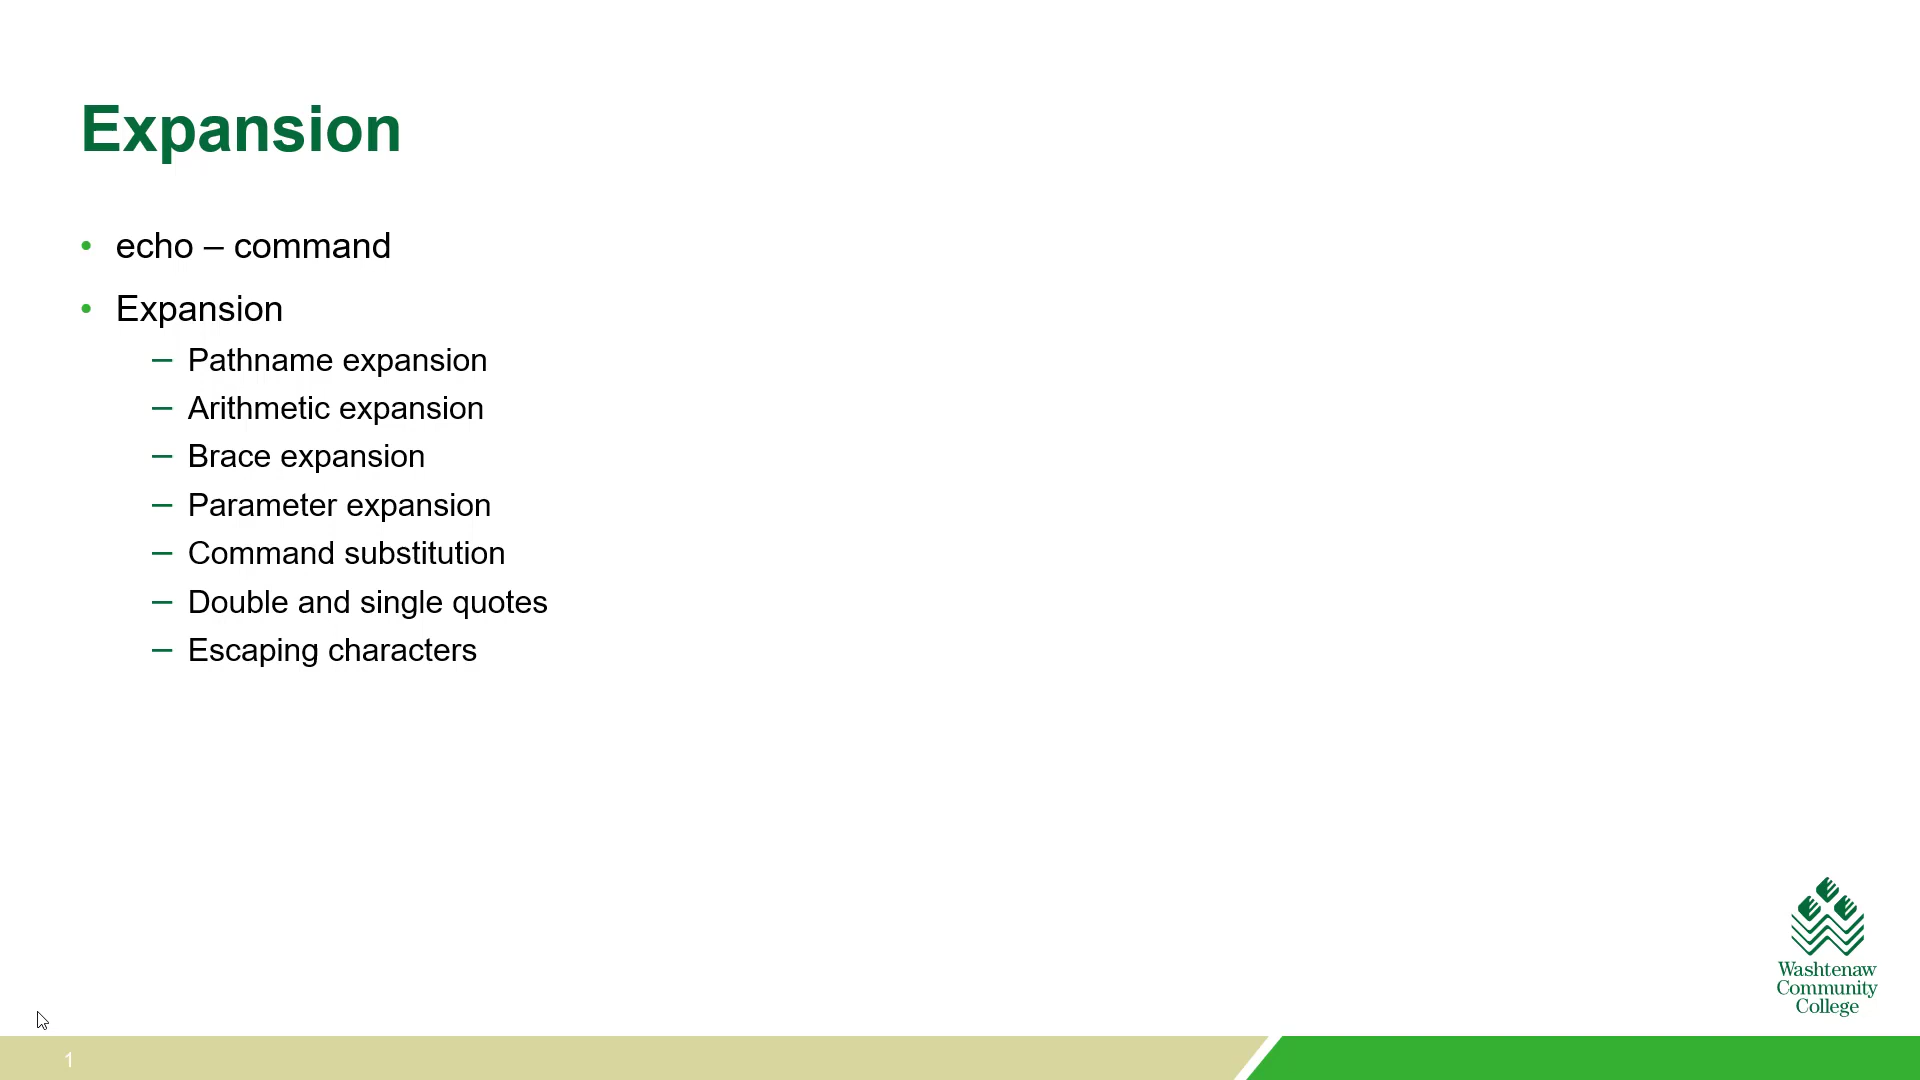 Expansion
• echo – command
• Expansion
– Pathname expansion
– Arithmetic expansion
– Brace expansion
– Parameter expansion
– Command substitution
– Double and single quotes
– Escaping characters
Washtenaw
Community
College
1